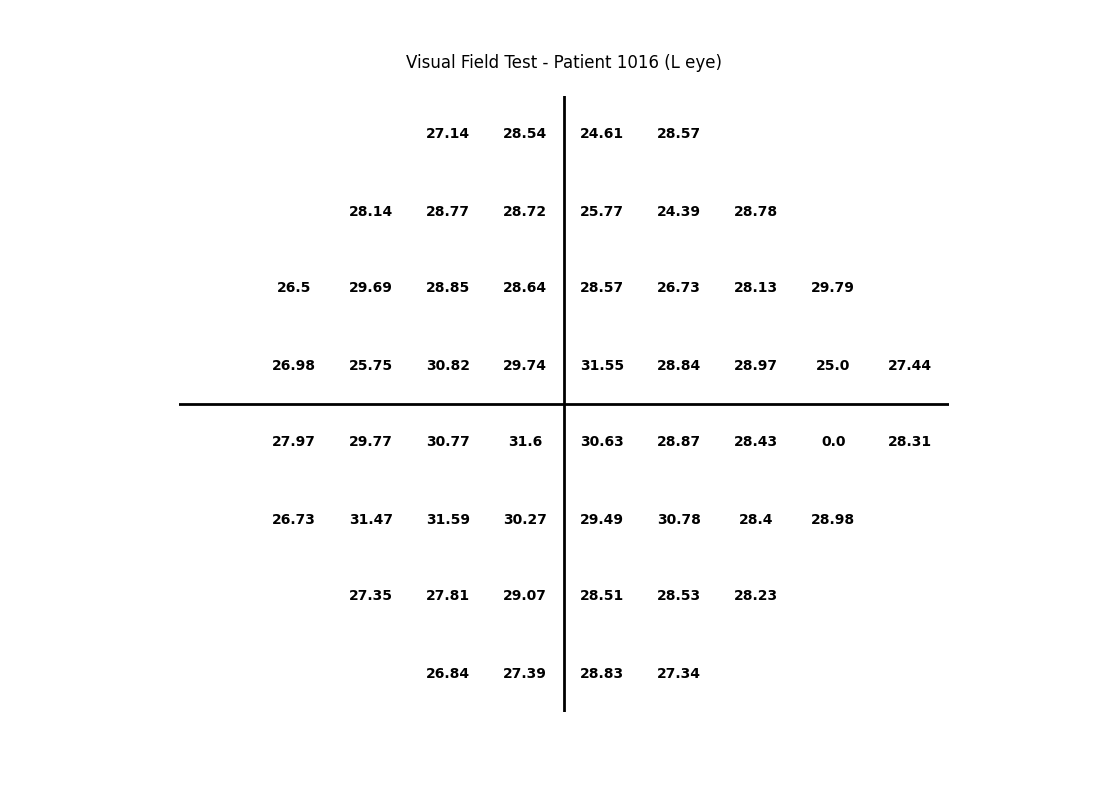 Visual Field Test - Patient 1016 (L eye)
27.14 28.54 24.61 28.57
28.14 28.77 28.72 25.77 24.39 28.78
26.5 29.69 28.85 28.64 28.57 26.73 28.13 29.79
26.98 25.75 30.82 29.74 31.55 28.84 28.97 25.0 27.44
27.97 29.77 30.77 31.6 30.63 28.87 28.43 0.0 28.31
26.73 31.47 31.59 30.27 29.49 30.78 28.4 28.98
27.35 27.81 29.07 28.51 28.53 28.23
26.84 27.39 28.83 27.34